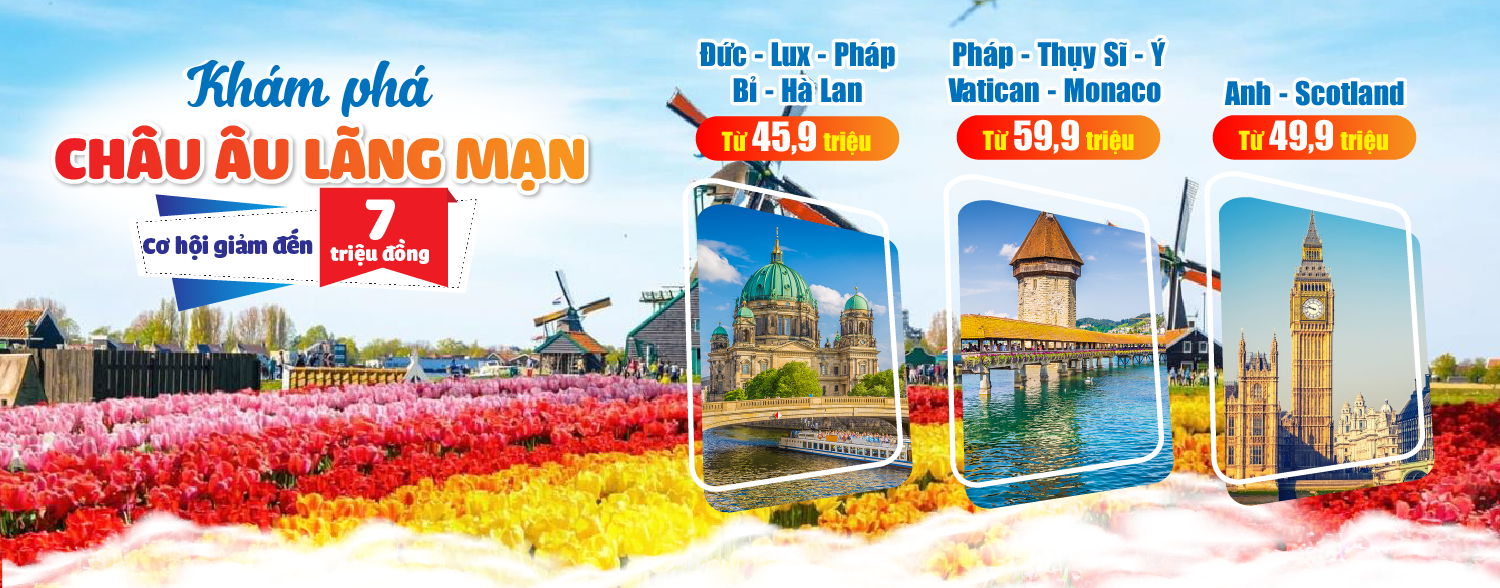 Khám phá
CHÂU ÂU LÃNG MẠN
Cơ hội giảm đến
7
triệu đồng
Đức - Lux - Pháp
Bỉ - Hà Lan
Từ 45,9 triệu
Pháp - Thụy Sĩ - Ý
Vatican - Monaco
Từ 59,9 triệu
Anh - Scotland
Từ 49,9 triệu